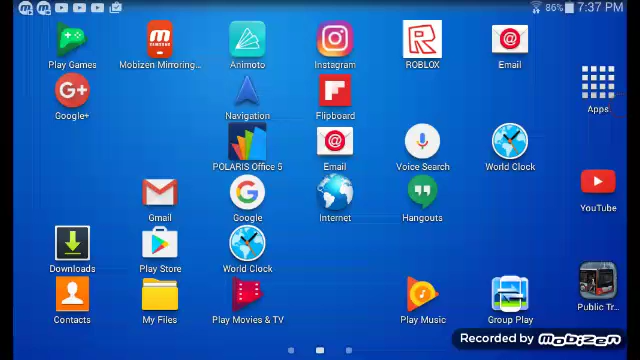 86% 7:37 PM
Play Games Mobizen Mirroring... Animoto Instagram ROBLOX Email
Google+ Navigation Flipboard Apps
POLARIS Office 5 Email Voice Search World Clock
Gmail Google Internet Hangouts YouTube
Downloads Play Store World Clock
Contacts My Files Play Movies & TV Play Music Group Play Public Tr...
Recorded by mobizen